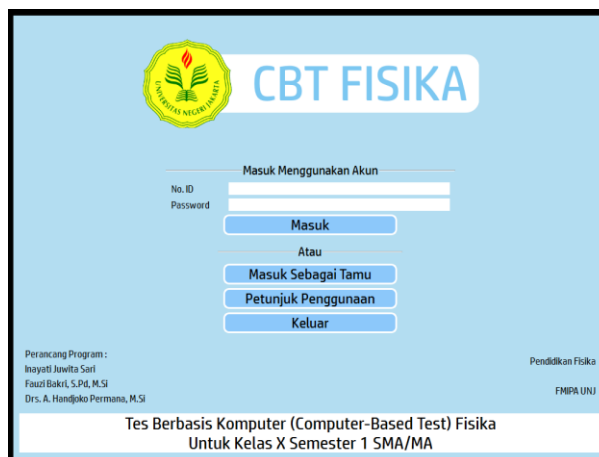 UNIVERSITAS NEGERI JAKARTA
CBT FISIKA
Masuk Menggunakan Akun
No. ID
Password
Masuk
Atau
Masuk Sebagai Tamu
Petunjuk Penggunaan
Keluar
Perancang Program :
Inayati Juwita Sari
Fauzi Bakri, S.Pd, M.Si
Drs. A. Handjoko Permana, M.Si
Pendidikan Fisika
FMIPA UNJ
Tes Berbasis Komputer (Computer-Based Test) Fisika
Untuk Kelas X Semester 1 SMA/MA